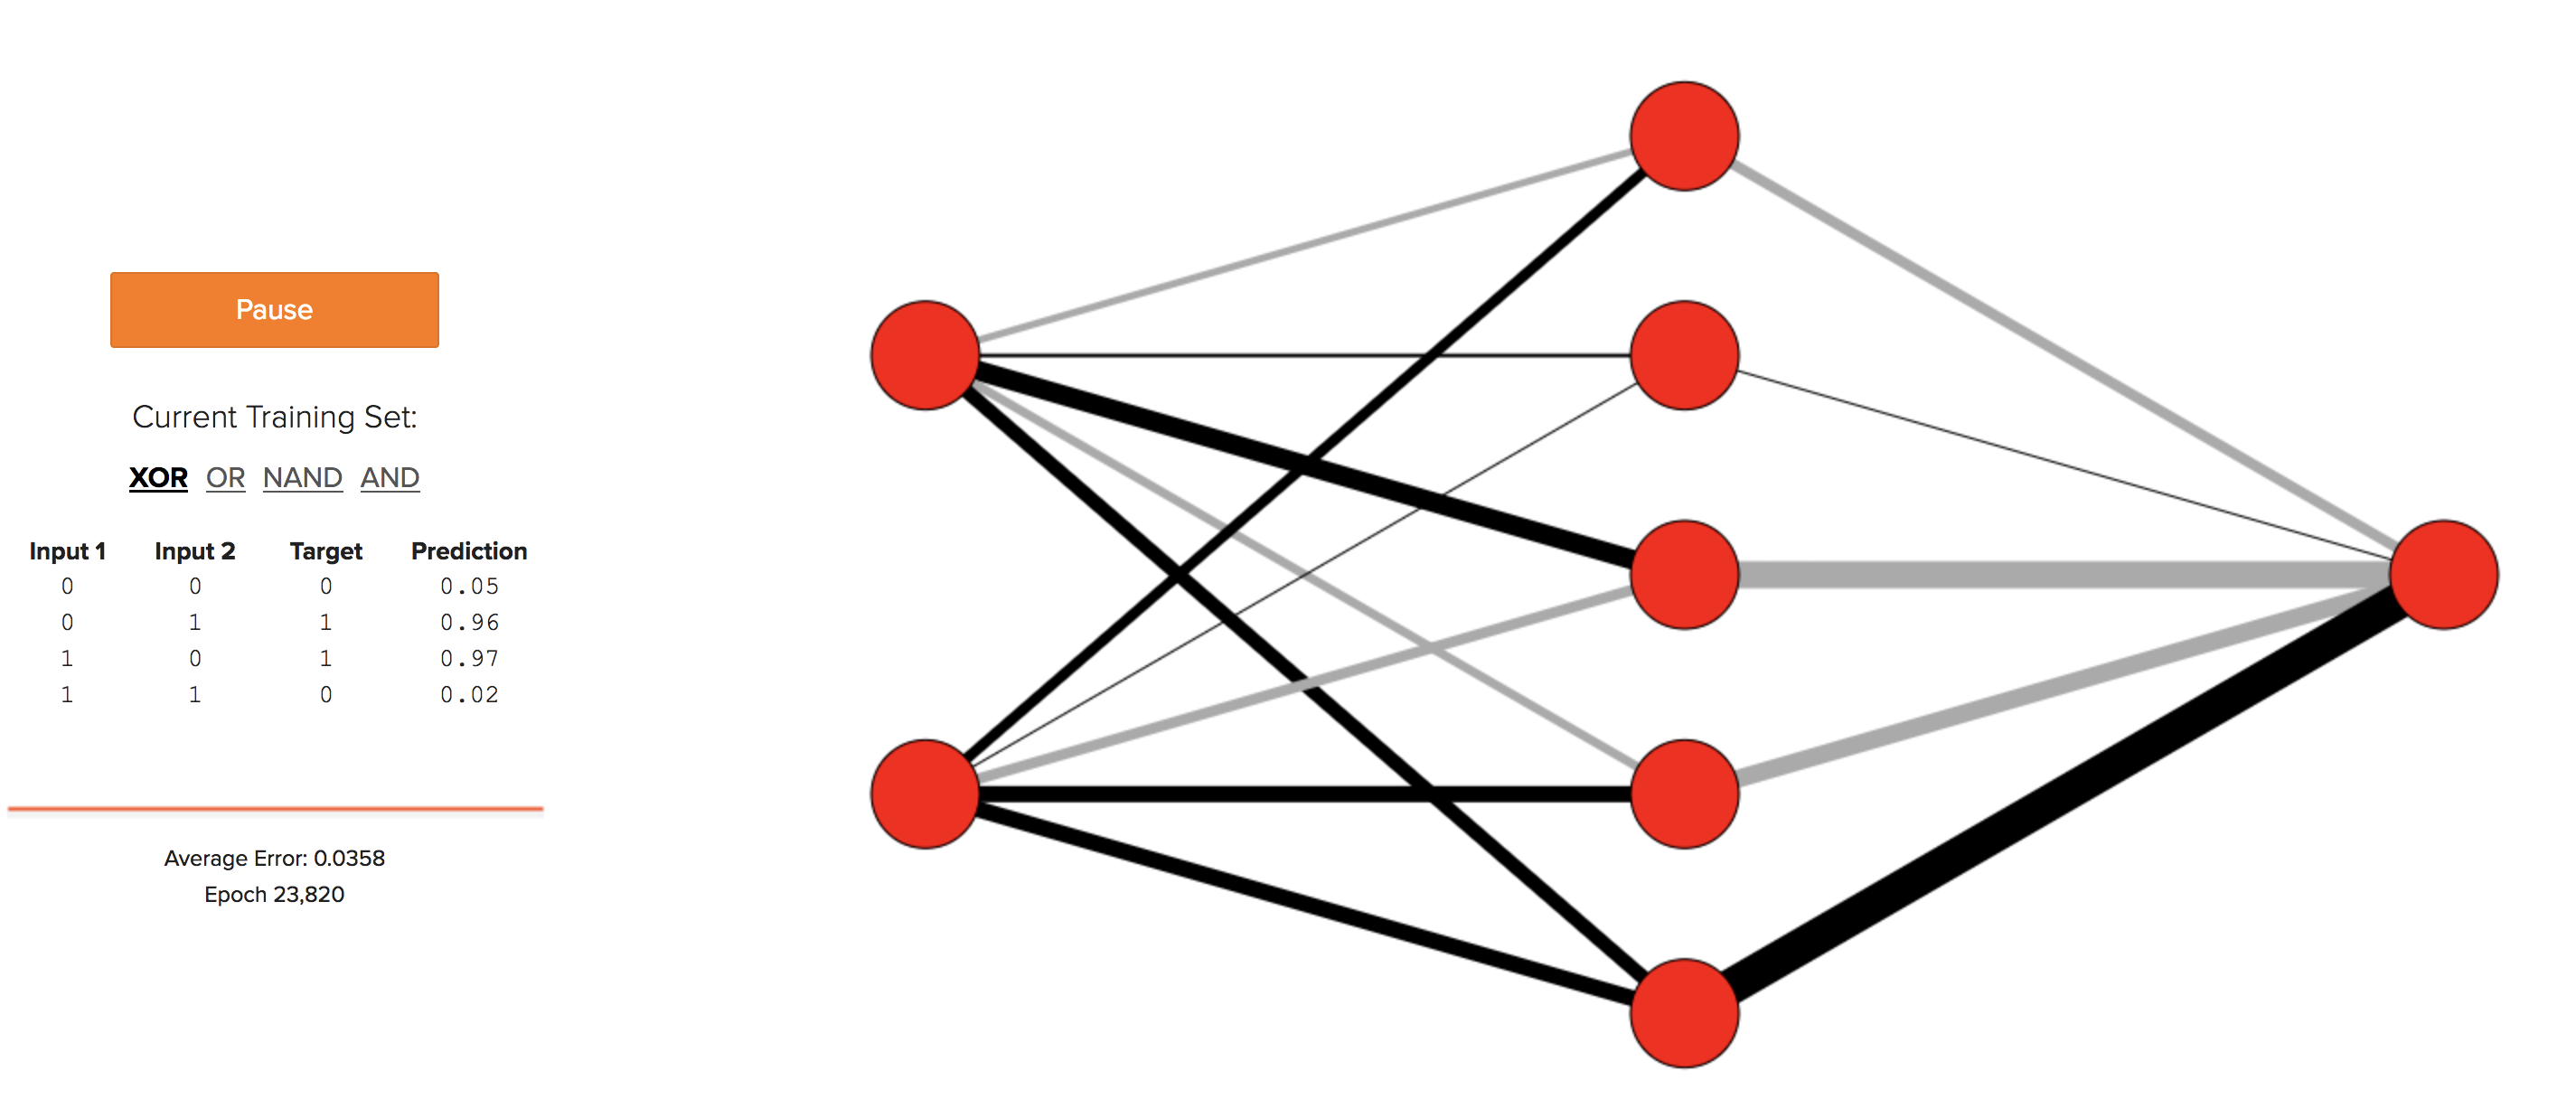 Pause
Current Training Set:
XOR OR NAND AND
Input 1 Input 2 Target Prediction
0 0 0 0.05
0 1 1 0.96
1 0 1 0.97
1 1 0 0.02
Average Error: 0.0358
Epoch 23,820